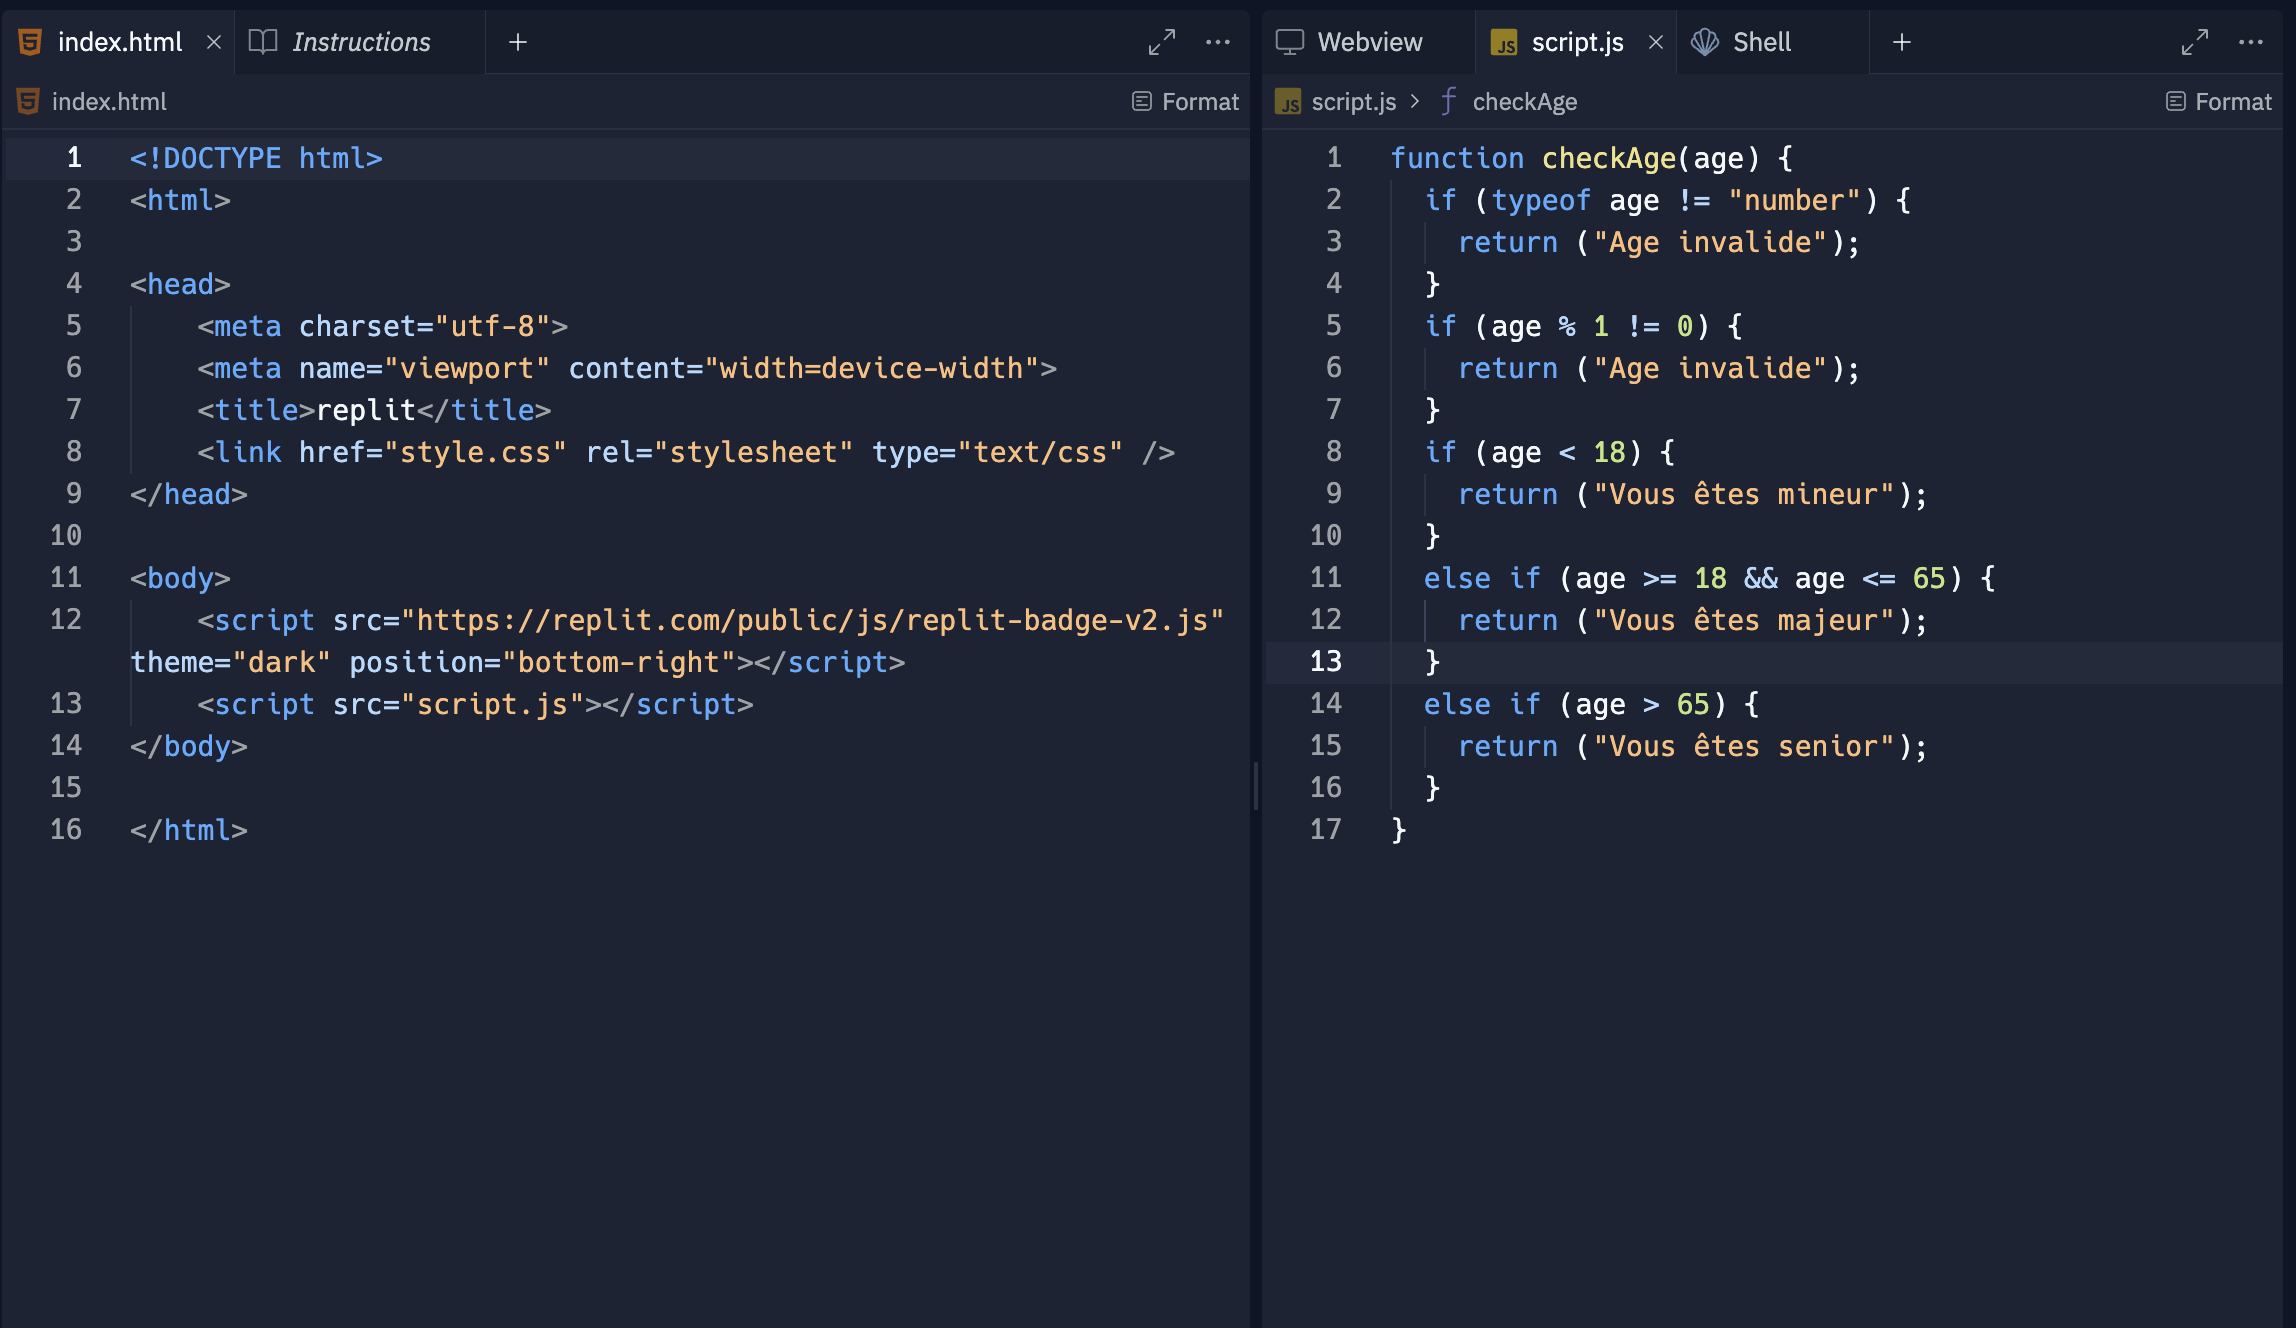 index.html
Instructions
index.html
Format
1 <!DOCTYPE html>
2 <html>
3
4 <head>
5     <meta charset="utf-8">
6     <meta name="viewport" content="width=device-width">
7     <title>replit</title>
8     <link href="style.css" rel="stylesheet" type="text/css" />
9 </head>
10
11 <body>
12     <script src="https://replit.com/public/js/replit-badge-v2.js"
theme="dark" position="bottom-right"></script>
13     <script src="script.js"></script>
14 </body>
15
16 </html>
Webview
JS script.js
Shell
JS script.js > ƒ checkAge
Format
1 function checkAge(age) {
2   if (typeof age != "number") {
3     return ("Age invalide");
4   }
5   if (age % 1 != 0) {
6     return ("Age invalide");
7   }
8   if (age < 18) {
9     return ("Vous êtes mineur");
10   }
11   else if (age >= 18 && age <= 65) {
12     return ("Vous êtes majeur");
13   }
14   else if (age > 65) {
15     return ("Vous êtes senior");
16   }
17 }